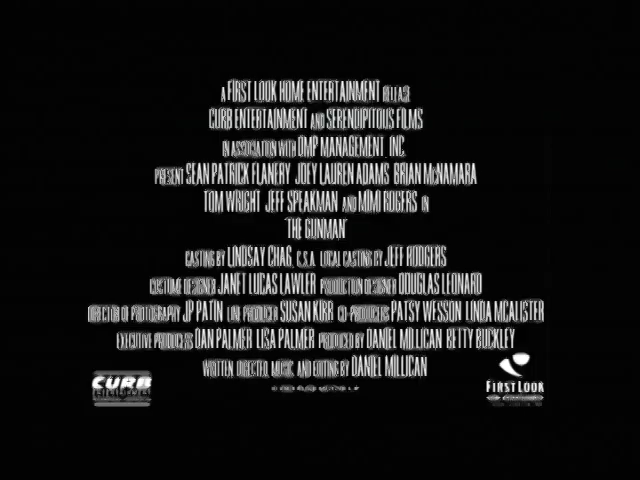 A FIRST LOOK HOME ENTERTAINMENT RELEASE
CURB ENTERTAINMENT AND SERENDIPITOUS FILMS
IN ASSOCIATION WITH DMP MANAGEMENT, INC.
PRESENT SEAN PATRICK FLANERY JOEY LAUREN ADAMS BRIAN McNAMARA
TOM WRIGHT JEFF SPEAKMAN AND MIMI ROGERS IN
"THE GUNMAN"
CASTING BY LINDSAY CHAG, C.S.A. LOCAL CASTING BY JEFF RODGERS
COSTUME DESIGNER JANET LUCAS LAWLER PRODUCTION DESIGNER DOUGLAS LEONARD
DIRECTOR OF PHOTOGRAPHY JP PATIN LINE PRODUCER SUSAN KIRR CO-PRODUCERS PATSY WESSON LINDA MCALISTER
EXECUTIVE PRODUCERS DAN PALMER LISA PALMER PRODUCED BY DANIEL MILLICAN BETTY BUCKLEY
WRITTEN, DIRECTED, MUSIC, AND EDITING BY DANIEL MILLICAN
CURB
FIRST LOOK